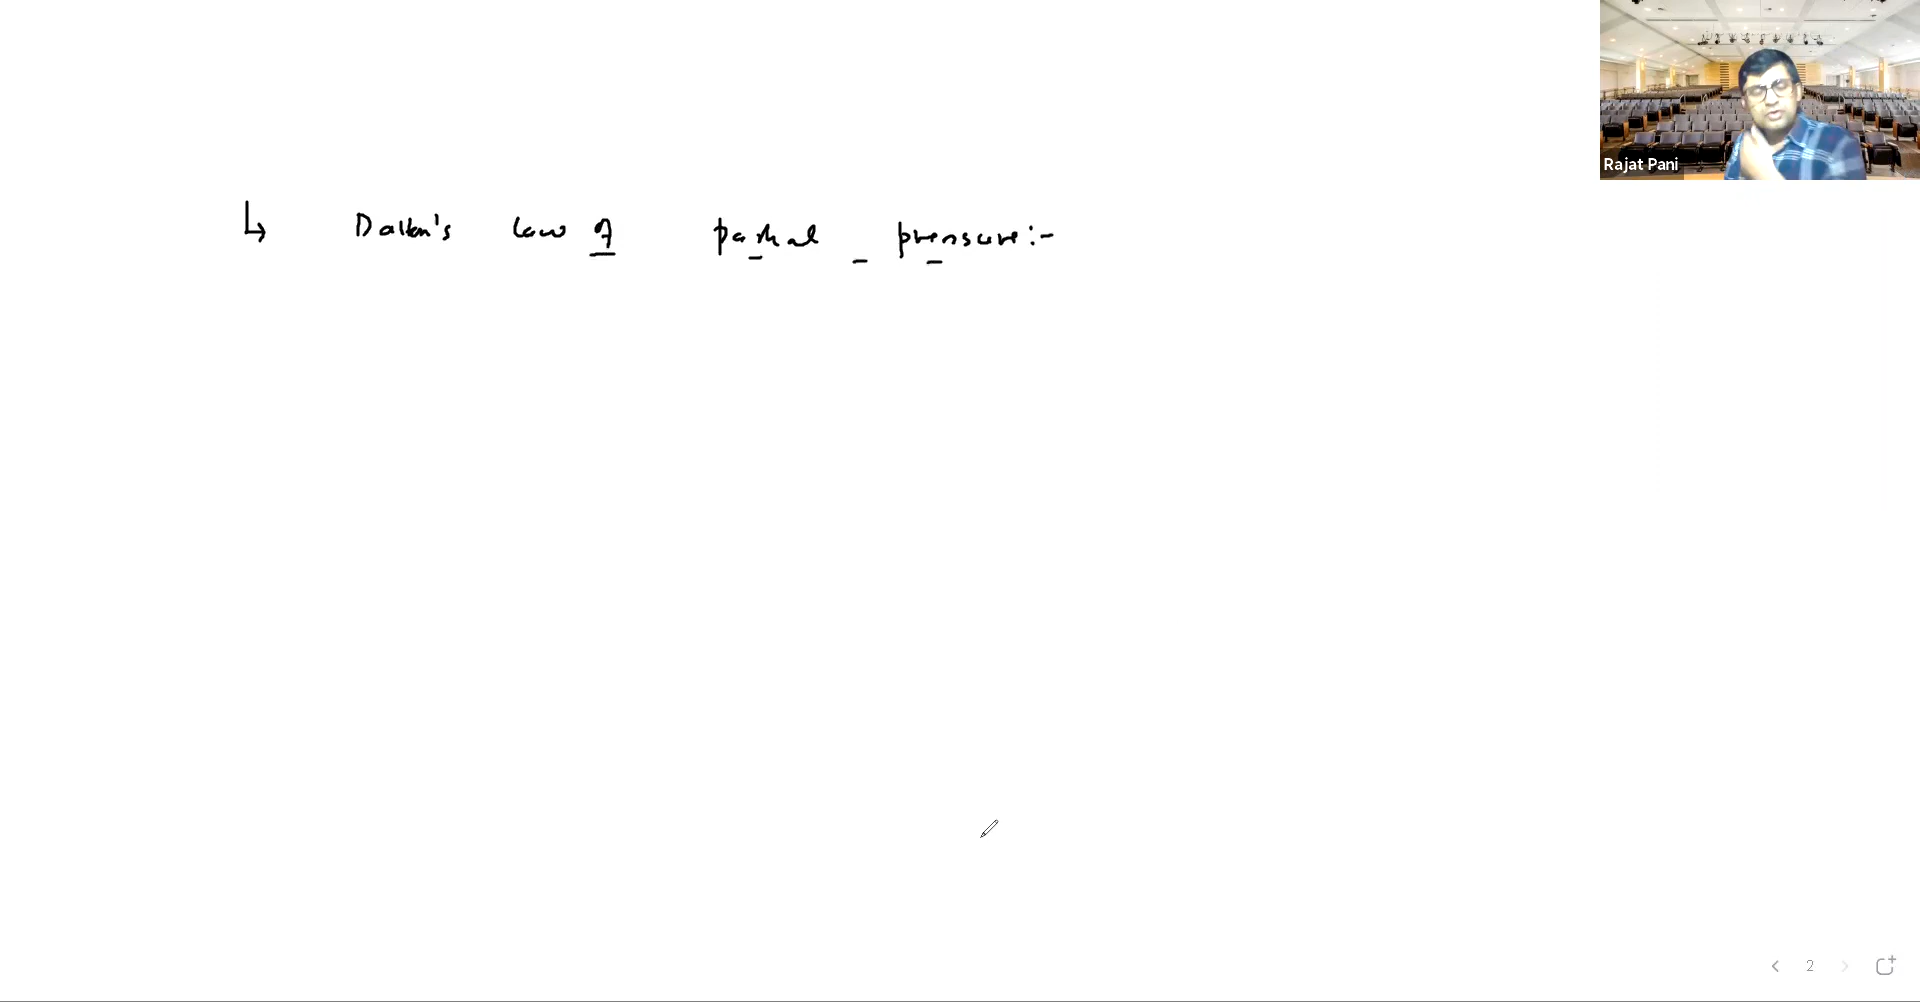 Rajat Pani
↳ Dalton's law of partial pressure:-
2